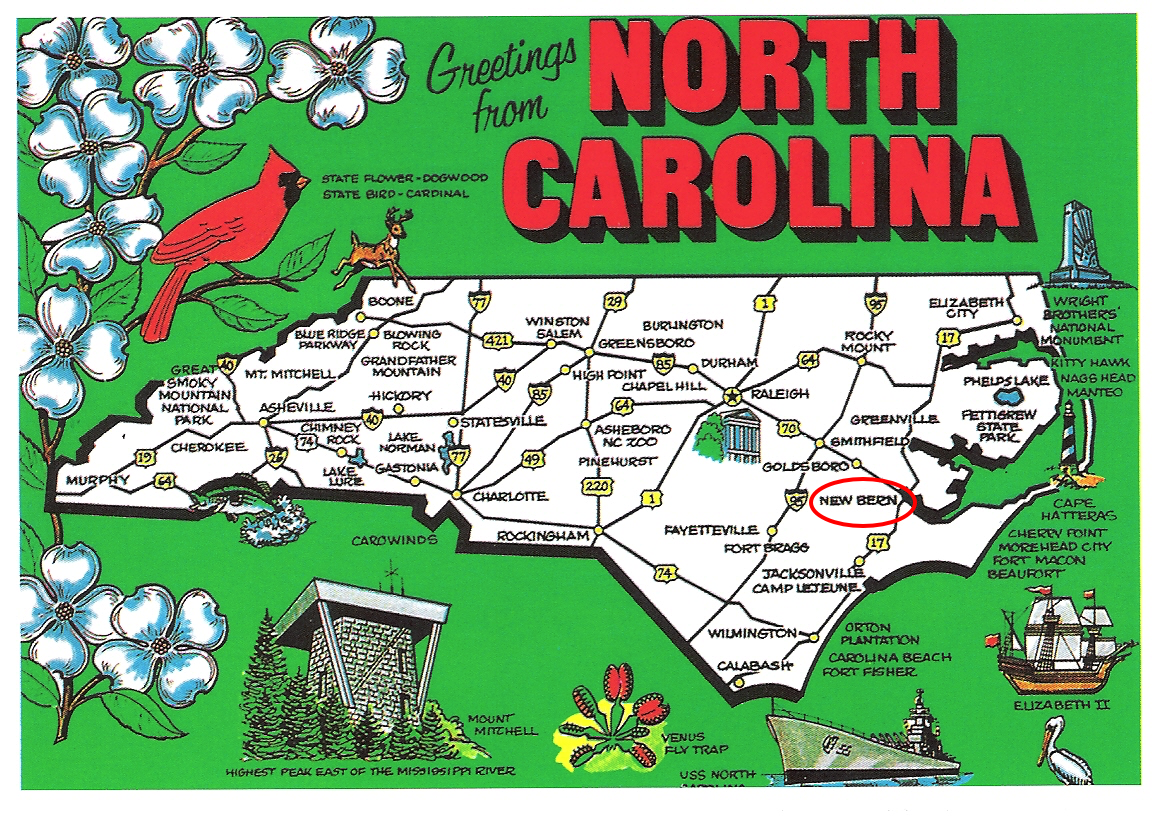 Greetings
from
NORTH
CAROLINA
STATE FLOWER-DOGWOOD
STATE BIRD-CARDINAL
BOONE
77
29
1
95
ELIZABETH
CITY
WRIGHT
BROTHERS'
NATIONAL
MONUMENT
BLUE RIDGE
PARKWAY
BLOWING
ROCK
421
WINSTON
SALEM
BURLINGTON
GREENSBORO
ROCKY
MOUNT
17
KITTY HAWK
NAGS HEAD
MANTEO
GREAT
SMOKY
MOUNTAIN
NATIONAL
PARK
40
MT. MITCHELL
GRANDFATHER
MOUNTAIN
40
HIGH POINT
85
85
DURHAM
CHAPEL HILL
64
RALEIGH
PHELPS LAKE
PETTIGREW
STATE
PARK
HICKORY
ASHEVILLE
40
STATESVILLE
64
ASHEBORO
NC ZOO
70
GREENVILLE
SMITHFIELD
CHEROKEE
CHIMNEY
ROCK
74
LAKE
NORMAN
77
19
26
LAKE
LURE
GASTONIA
49
PINEHURST
GOLDSBORO
MURPHY
64
CHARLOTTE
220
1
95
NEW BERN
CAPE
HATTERAS
CAROWINDS
ROCKINGHAM
FAYETTEVILLE
FORT BRAGG
17
CHERRY POINT
MOREHEAD CITY
FORT MACON
BEAUFORT
74
JACKSONVILLE
CAMP LEJEUNE
WILMINGTON
ORTON
PLANTATION
CALABASH
CAROLINA BEACH
FORT FISHER
ELIZABETH II
MOUNT
MITCHELL
HIGHEST PEAK EAST OF THE MISSISSIPPI RIVER
VENUS
FLY TRAP
55
USS NORTH
CAROLINA